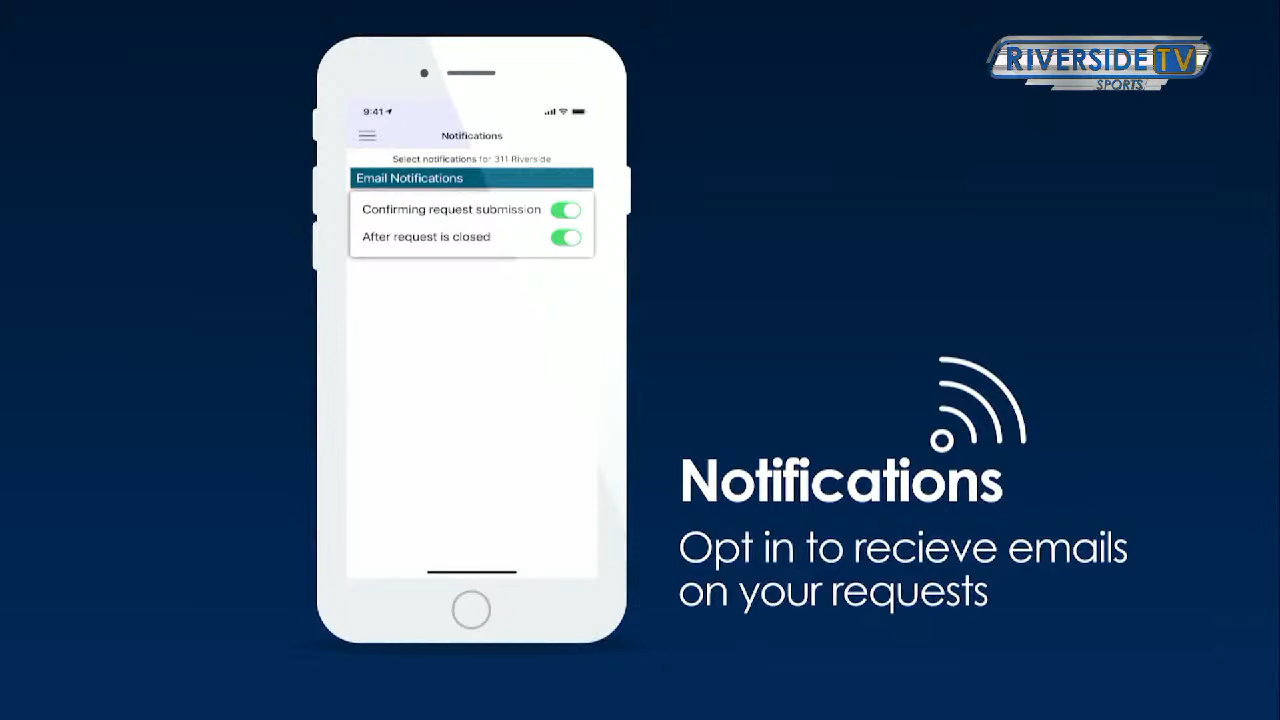 RIVERSIDE TV
SPORTS
9:41
Notifications
Select notifications for 311 Riverside
Email Notifications
Confirming request submission
After request is closed
Notifications
Opt in to recieve emails
on your requests